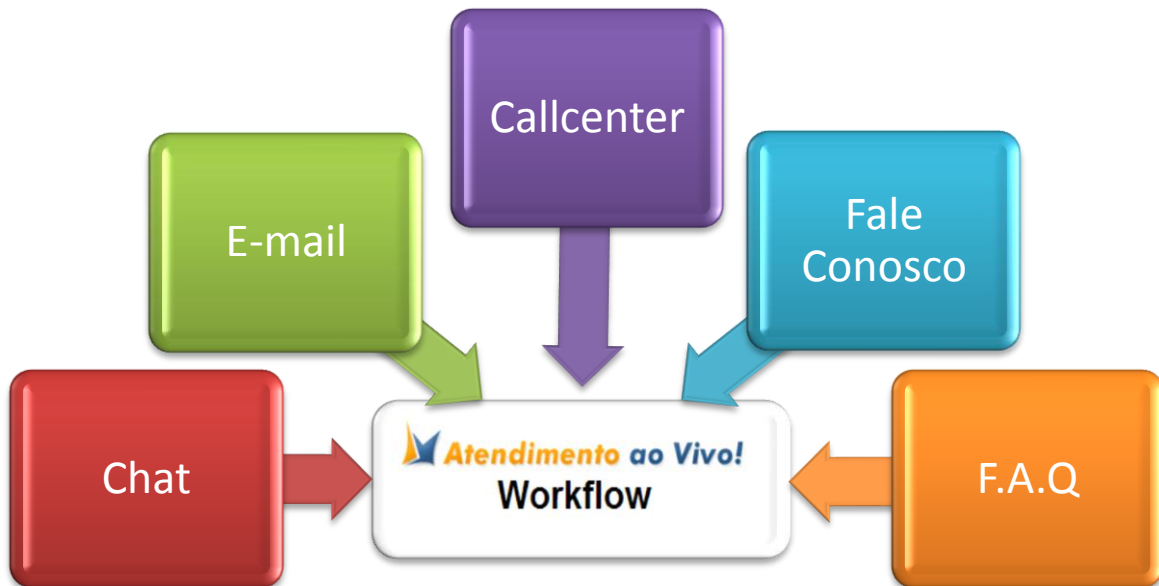 Callcenter
E-mail
Fale
Conosco
Chat
Atendimento ao Vivo!
Workflow
F.A.Q